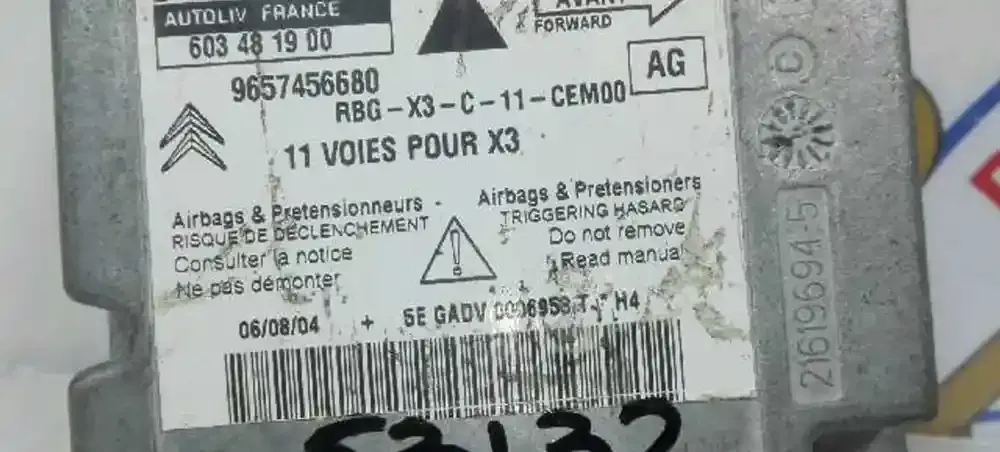 AUTOLIV FRANCE
603 48 19 00
FORWARD
9657456680
RBG-X3-C-11-CEM00
AG
11 VOIES POUR X3
Airbags & Pretensionneurs -
RISQUE DE DECLENCHEMENT
Consulter la notice
Ne pas démonter
Airbags & Pretensioners
TRIGGERING HASARD
Do not remove
Read manual
06/08/04 + 5E GADV T H4
21619694-5